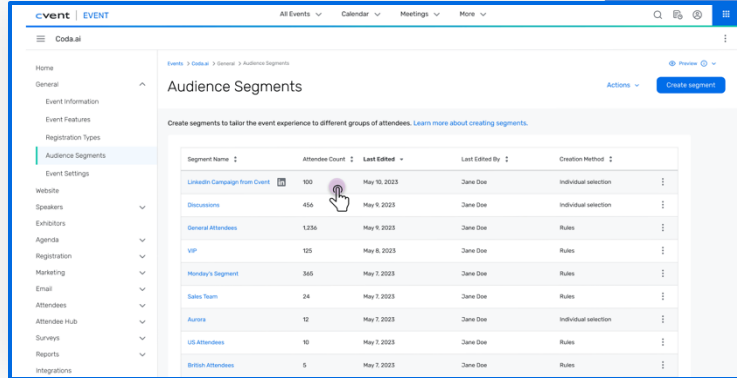 cvent EVENT All Events Calendar Meetings More
Coda.ai
Events > Coda.ai > General > Audience Segments
Preview
Home
General
Event Information
Event Features
Registration Types
Audience Segments
Event Settings
Website
Speakers
Exhibitors
Agenda
Registration
Marketing
Email
Attendees
Attendee Hub
Surveys
Reports
Integrations
Audience Segments
Actions
Create segment
Create segments to tailor the event experience to different groups of attendees. Learn more about creating segments.
Segment Name Attendee Count Last Edited Last Edited By Creation Method
LinkedIn Campaign from Cvent in 100 May 10, 2023 Jane Doe Individual selection
Discussions 456 May 9, 2023 Jane Doe Individual selection
General Attendees 1,236 May 9, 2023 Jane Doe Rules
VIP 125 May 8, 2023 Jane Doe Rules
Monday's Segment 365 May 7, 2023 Jane Doe Rules
Sales Team 24 May 7, 2023 Jane Doe Rules
Aurora 12 May 7, 2023 Jane Doe Individual selection
US Attendees 10 May 7, 2023 Jane Doe Rules
British Attendees 5 May 7, 2023 Jane Doe Rules